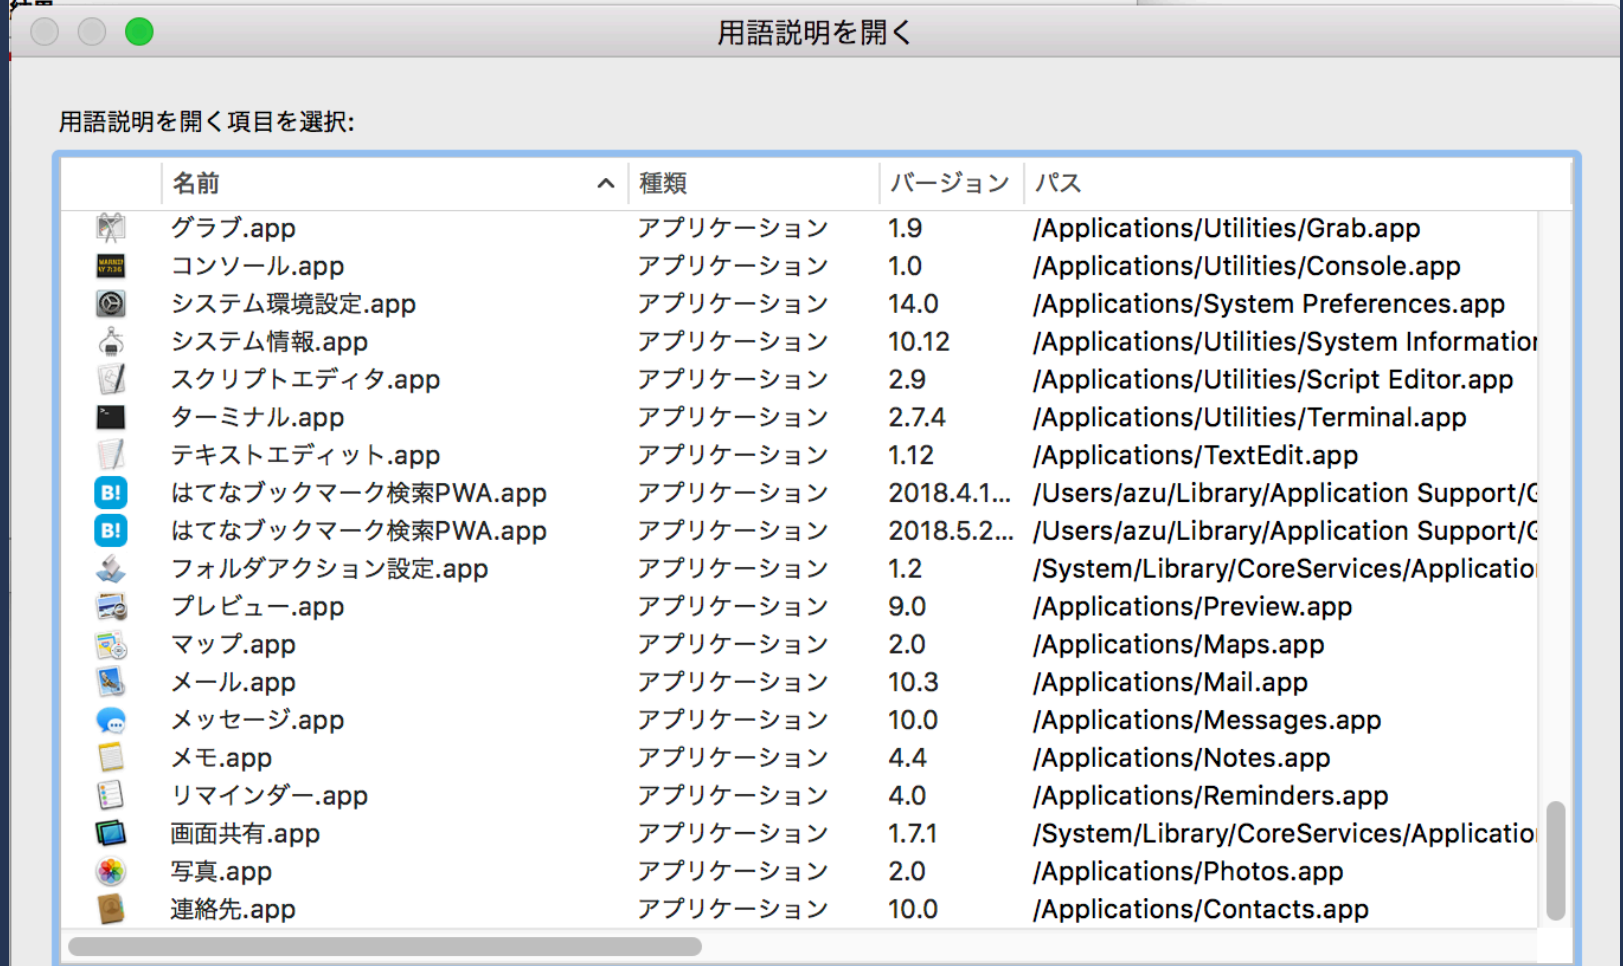 用語説明を開く
用語説明を開く項目を選択:
名前 種類 バージョン パス
グラブ.app アプリケーション 1.9 /Applications/Utilities/Grab.app
コンソール.app アプリケーション 1.0 /Applications/Utilities/Console.app
システム環境設定.app アプリケーション 14.0 /Applications/System Preferences.app
システム情報.app アプリケーション 10.12 /Applications/Utilities/System Information
スクリプトエディタ.app アプリケーション 2.9 /Applications/Utilities/Script Editor.app
ターミナル.app アプリケーション 2.7.4 /Applications/Utilities/Terminal.app
テキストエディット.app アプリケーション 1.12 /Applications/TextEdit.app
B! はてなブックマーク検索PWA.app アプリケーション 2018.4.1... /Users/azu/Library/Application Support/G
B! はてなブックマーク検索PWA.app アプリケーション 2018.5.2... /Users/azu/Library/Application Support/G
フォルダアクション設定.app アプリケーション 1.2 /System/Library/CoreServices/Applicatio
プレビュー.app アプリケーション 9.0 /Applications/Preview.app
マップ.app アプリケーション 2.0 /Applications/Maps.app
メール.app アプリケーション 10.3 /Applications/Mail.app
メッセージ.app アプリケーション 10.0 /Applications/Messages.app
メモ.app アプリケーション 4.4 /Applications/Notes.app
リマインダー.app アプリケーション 4.0 /Applications/Reminders.app
画面共有.app アプリケーション 1.7.1 /System/Library/CoreServices/Applicatio
写真.app アプリケーション 2.0 /Applications/Photos.app
連絡先.app アプリケーション 10.0 /Applications/Contacts.app